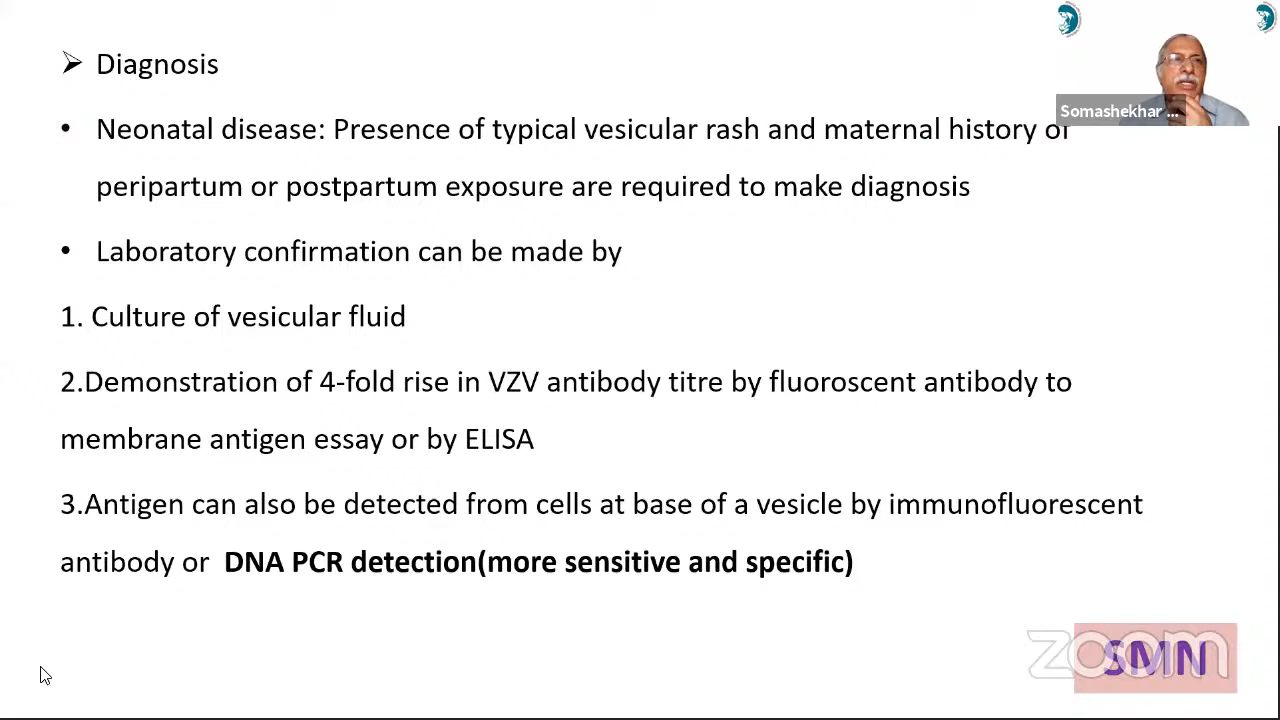 ➢ Diagnosis
• Neonatal disease: Presence of typical vesicular rash and maternal history of
peripartum or postpartum exposure are required to make diagnosis
• Laboratory confirmation can be made by
1. Culture of vesicular fluid
2.Demonstration of 4-fold rise in VZV antibody titre by fluoroscent antibody to
membrane antigen essay or by ELISA
3.Antigen can also be detected from cells at base of a vesicle by immunofluorescent
antibody or DNA PCR detection(more sensitive and specific)
Somashekhar ...
zoom
SMN